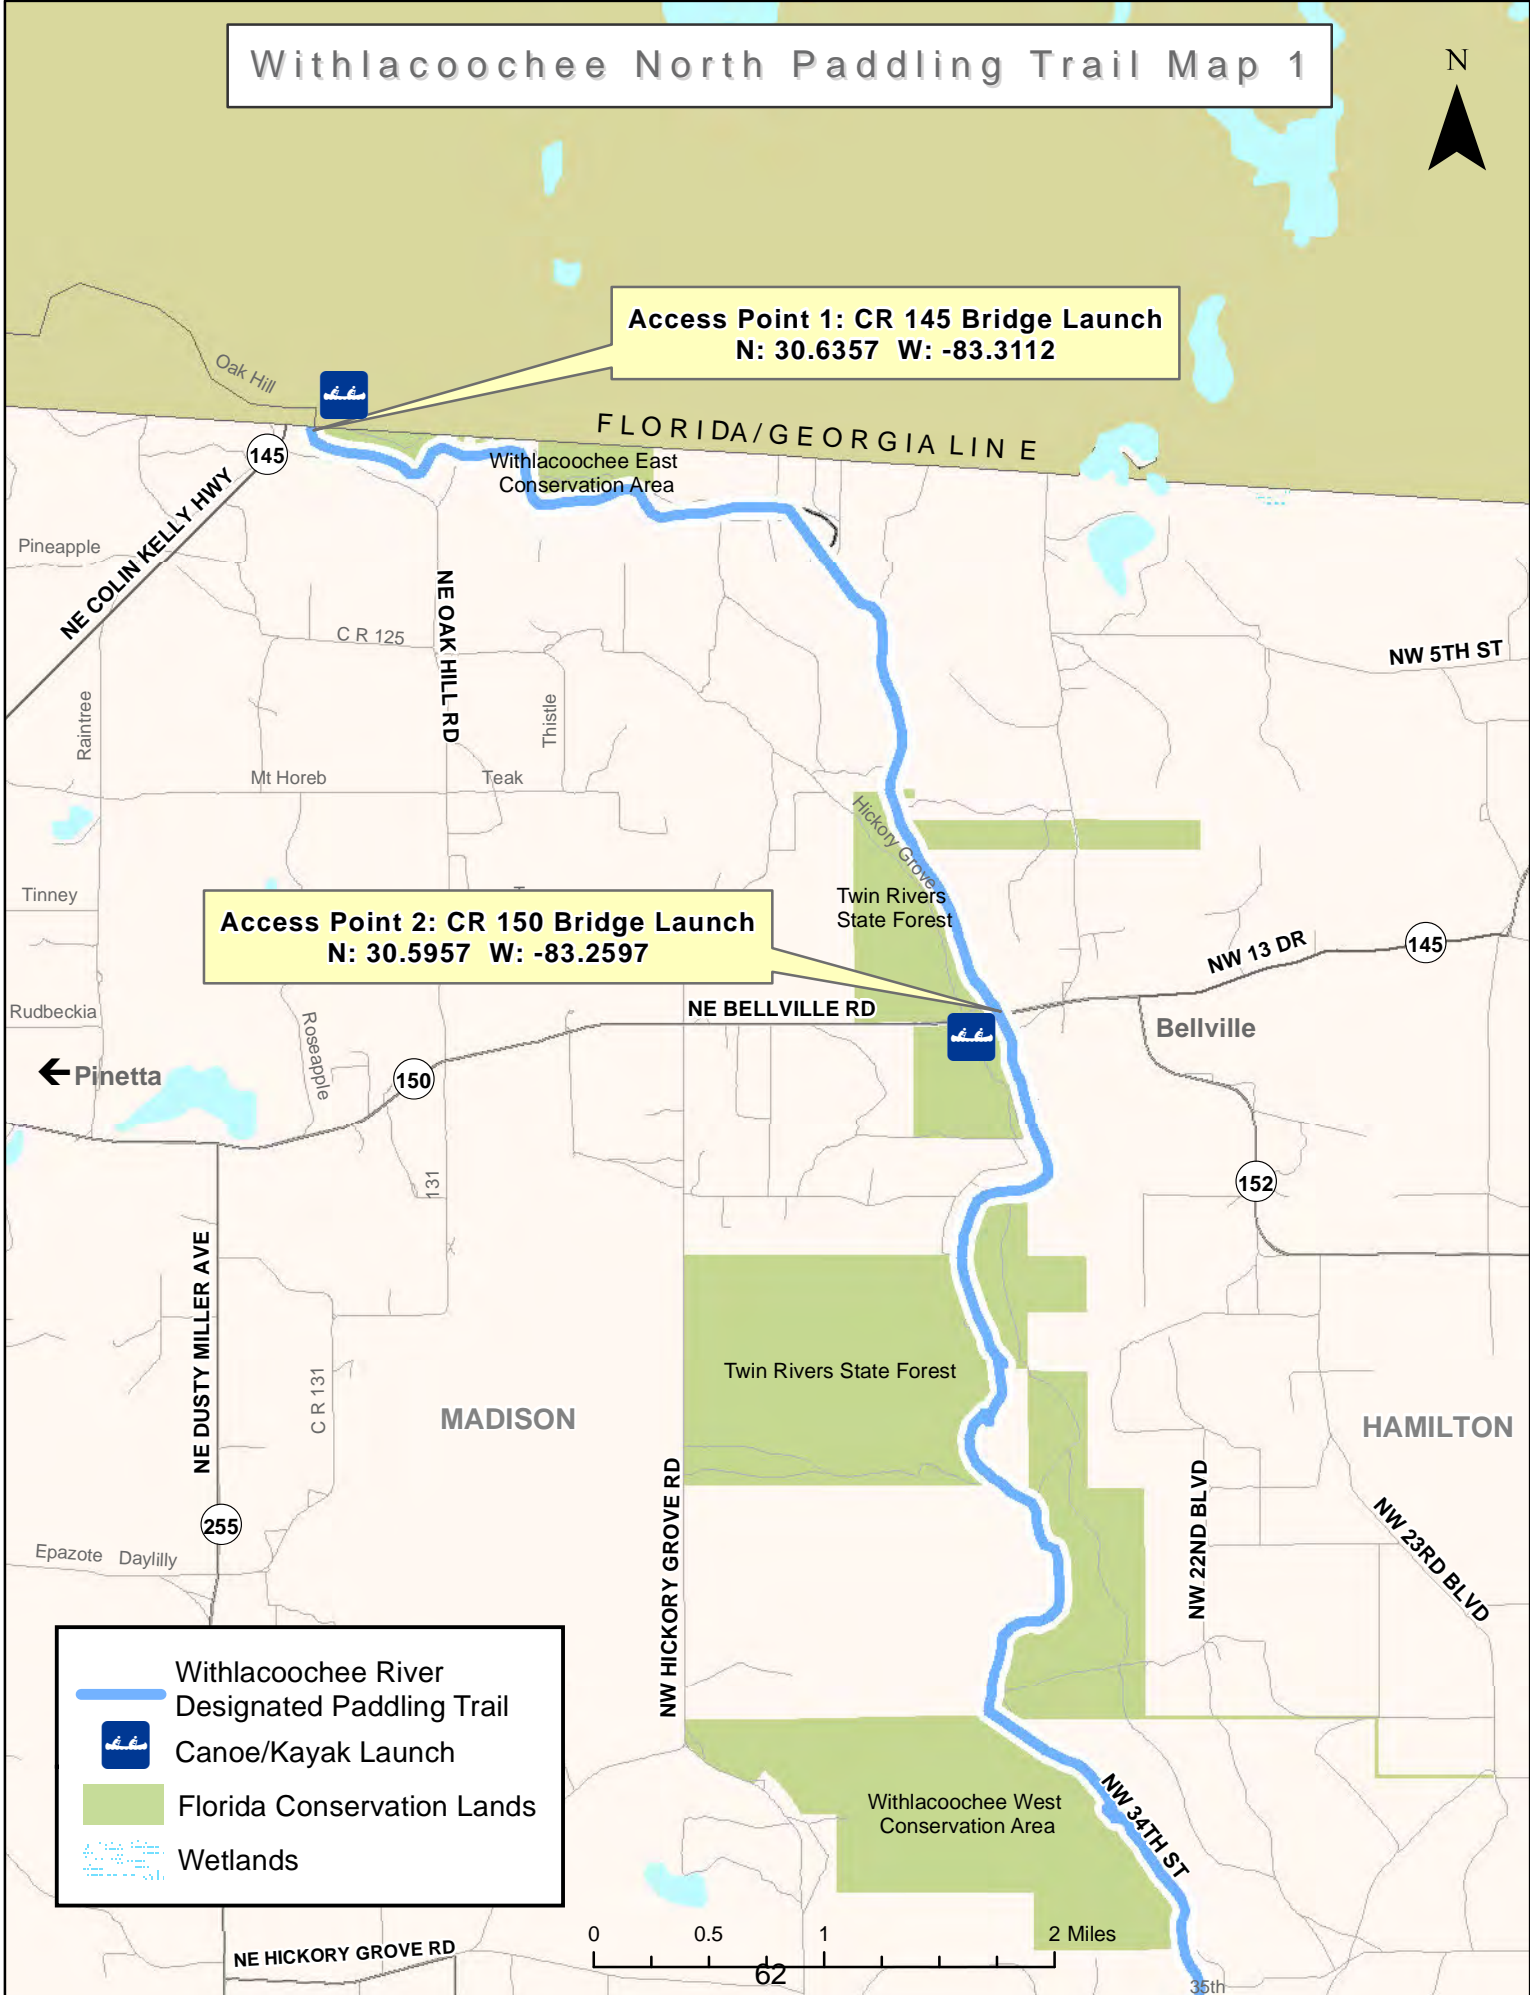 Withlacoochee North Paddling Trail Map 1
N
Access Point 1: CR 145 Bridge Launch
N: 30.6357 W: -83.3112
Oak Hill
FLORIDA/GEORGIA LINE
145
Withlacoochee East
Conservation Area
NE COLIN KELLY HWY
Pineapple
NE OAK HILL RD
C R 125
NW 5TH ST
Raintree
Thistle
Mt Horeb
Teak
Hickory Grove
Tinney
Twin Rivers
State Forest
Access Point 2: CR 150 Bridge Launch
N: 30.5957 W: -83.2597
NW 13 DR
145
Rudbeckia
NE BELLVILLE RD
Roseapple
Bellville
Pinetta
150
131
152
NE DUSTY MILLER AVE
C R 131
Twin Rivers State Forest
MADISON
HAMILTON
NW HICKORY GROVE RD
NW 22ND BLVD
NW 23RD BLVD
255
Epazote
Daylilly
Withlacoochee River
Designated Paddling Trail
Canoe/Kayak Launch
Florida Conservation Lands
Wetlands
Withlacoochee West
Conservation Area
NW 34TH ST
0 0.5 1 2 Miles
62
NE HICKORY GROVE RD
35th